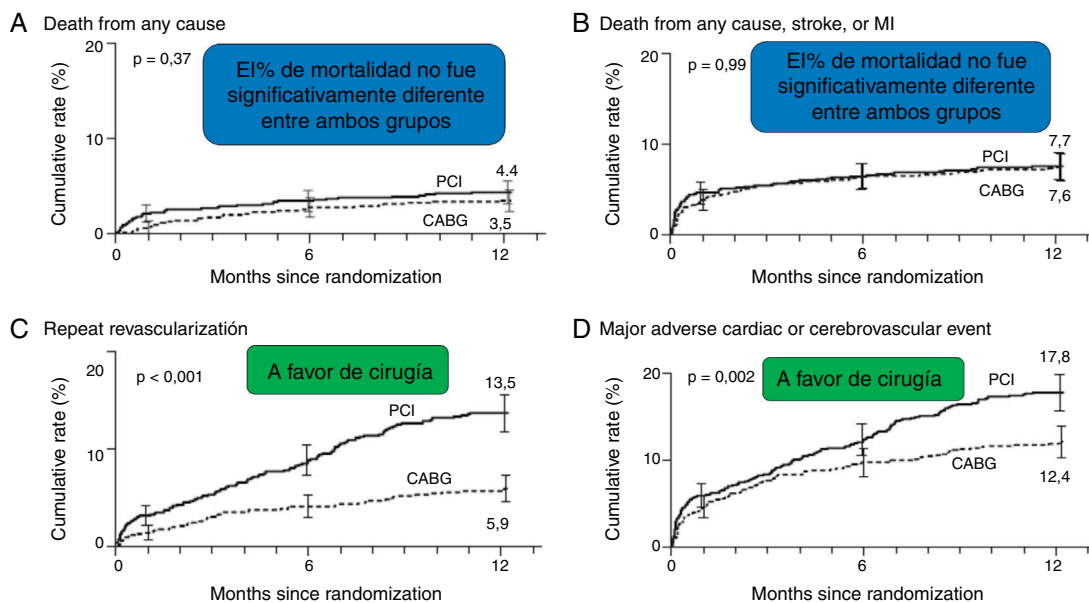 A Death from any cause
20
10
0
Cumulative rate (%)
p = 0,37
El% de mortalidad no fue
significativamente diferente
entre ambos grupos
4.4
PCI
CABG
3,5
0 6 12
Months since randomization
B Death from any cause, stroke, or MI
20
10
0
Cumulative rate (%)
p = 0,99
El% de mortalidad no fue
significativamente diferente
entre ambos grupos
7,7
PCI
CABG
7,6
0 6 12
Months since randomization
C Repeat revascularizatión
20
10
0
Cumulative rate (%)
p < 0,001
A favor de cirugía
13,5
PCI
CABG
5,9
0 6 12
Months since randomization
D Major adverse cardiac or cerebrovascular event
20
10
0
Cumulative rate (%)
p = 0,002
A favor de cirugía
17,8
PCI
CABG
12,4
0 6 12
Months since randomization